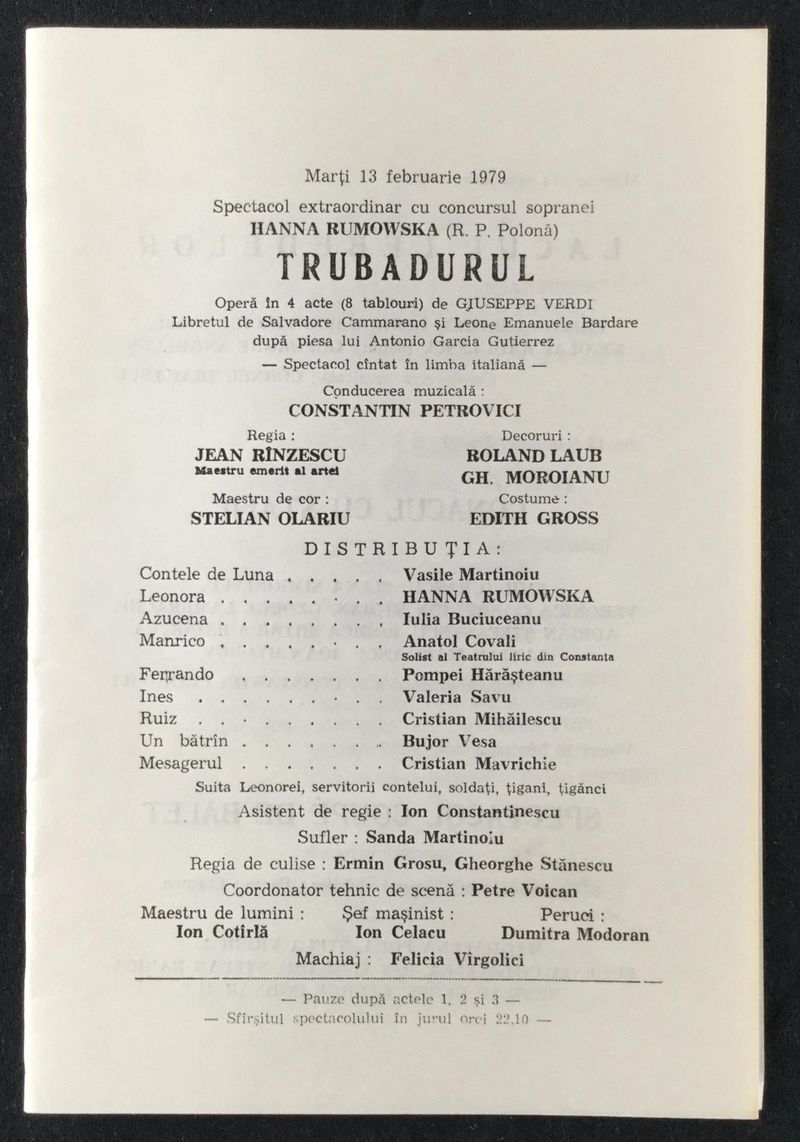 Marți 13 februarie 1979
Spectacol extraordinar cu concursul sopranei
HANNA RUMOWSKA (R. P. Polonă)
TRUBADURUL
Operă în 4 acte (8 tablouri) de GIUSEPPE VERDI
Libretul de Salvadore Cammarano și Leone Emanuele Bardare
după piesa lui Antonio Garcia Gutierrez
— Spectacol cîntat în limba italiană —
Conducerea muzicală :
CONSTANTIN PETROVICI
Regia :
JEAN RÎNZESCU
Maestru emerit al artei
Decoruri :
ROLAND LAUB
GH. MOROIANU
Maestru de cor :
STELIAN OLARIU
Costume :
EDITH GROSS
DISTRIBUȚIA:
Contele de Luna . . . . . Vasile Martinoiu
Leonora . . . . . . . . HANNA RUMOWSKA
Azucena . . . . . . . . Iulia Buciuceanu
Manrico . . . . . . . . Anatol Covali
Solist al Teatrului liric din Constanta
Ferrando . . . . . . . Pompei Hărășteanu
Ines . . . . . . . . . Valeria Savu
Ruiz . . . . . . . . . Cristian Mihăilescu
Un bătrîn . . . . . . . Bujor Vesa
Mesagerul . . . . . . . Cristian Mavrichie
Suita Leonorei, servitorii contelui, soldați, țigani, țigănci
Asistent de regie : Ion Constantinescu
Sufler : Sanda Martinoiu
Regia de culise : Ermin Grosu, Gheorghe Stănescu
Coordonator tehnic de scenă : Petre Voican
Maestru de lumini : Șef mașinist : Peruci :
Ion Cotirlă Ion Celacu Dumitra Modoran
Machiaj : Felicia Vîrgolici
— Pauze după actele 1, 2 și 3 —
— Sfîrșitul spectacolului în jurul orei 22,10 —